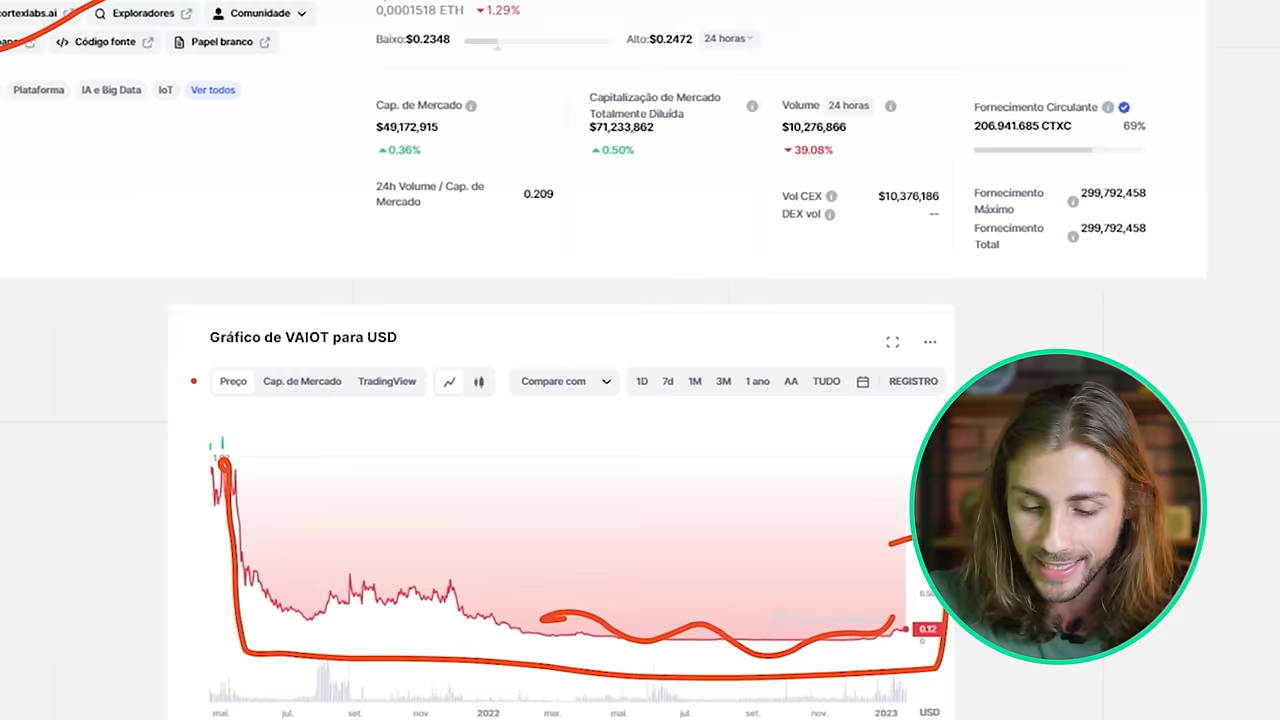 cortexlabs.ai Exploradores Comunidade
Código fonte Papel branco
Plataforma IA e Big Data IoT Ver todos
0,0001518 ETH 1.29%
Baixo:$0.2348 Alto:$0.2472 24 horas
Cap. de Mercado
$49,172,915
0.36%
24h Volume / Cap. de
Mercado
0.209
Capitalização de Mercado
Totalmente Diluída
$71,233,862
0.50%
Volume 24 horas
$10,276,866
39.08%
Vol CEX $10,376,186
DEX vol --
Fornecimento Circulante
206.941.685 CTXC 69%
Fornecimento
Máximo
299,792,458
Fornecimento
Total
299,792,458
Gráfico de VAIOT para USD
Preço Cap. de Mercado TradingView Compare com 1D 7d 1M 3M 1 ano AA TUDO REGISTRO
0.12
0
mai. jul. set. nov. 2022 mar. mai. jul. set. nov. 2023 USD